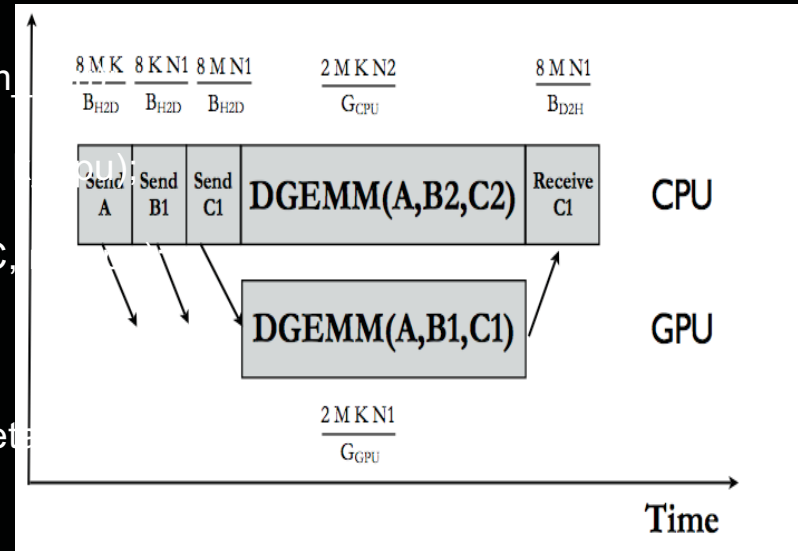 8 M K 8 K N1 8 M N1 2 M K N2 8 M N1
B_H2D B_H2D B_H2D G_CPU B_D2H
pu);
Send A Send B1 Send C1 DGEMM(A,B2,C2) Receive C1 CPU
DGEMM(A,B1,C1) GPU
2 M K N1
G_GPU
Time